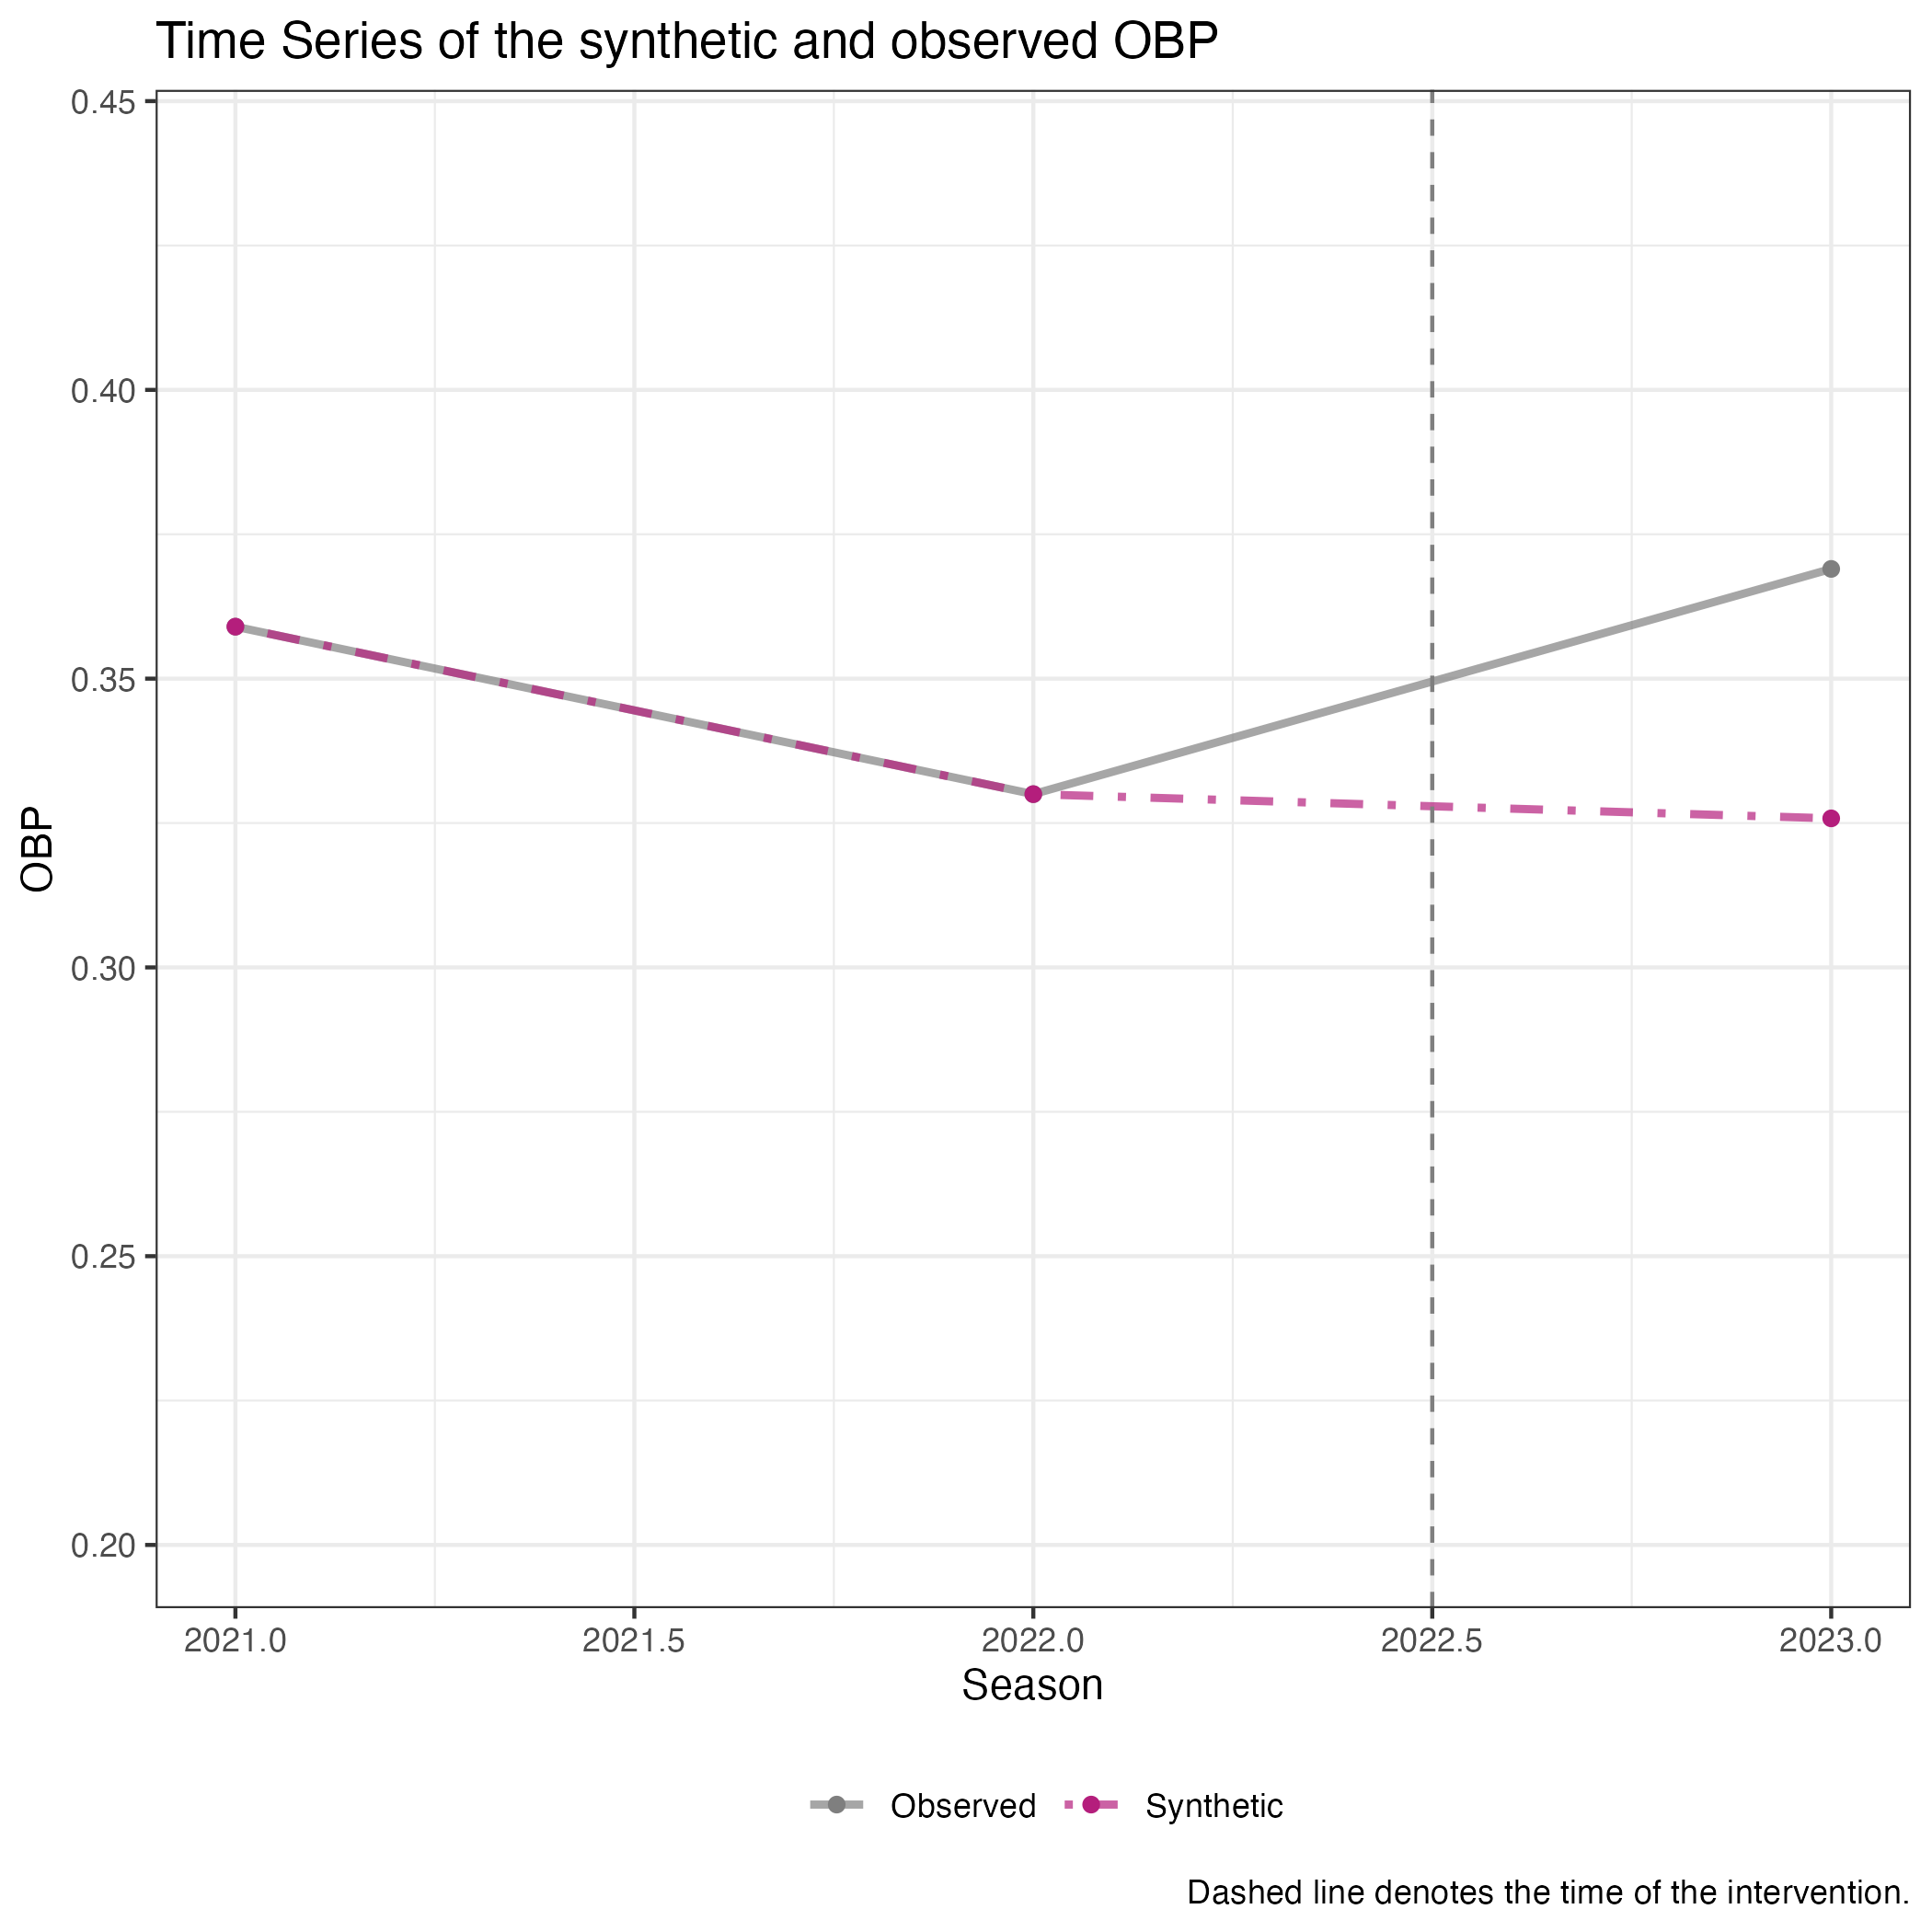 Time Series of the synthetic and observed OBP
0.45
0.40
0.35
0.30
0.25
0.20
OBP
2021.0 2021.5 2022.0 2022.5 2023.0
Season
Observed Synthetic
Dashed line denotes the time of the intervention.